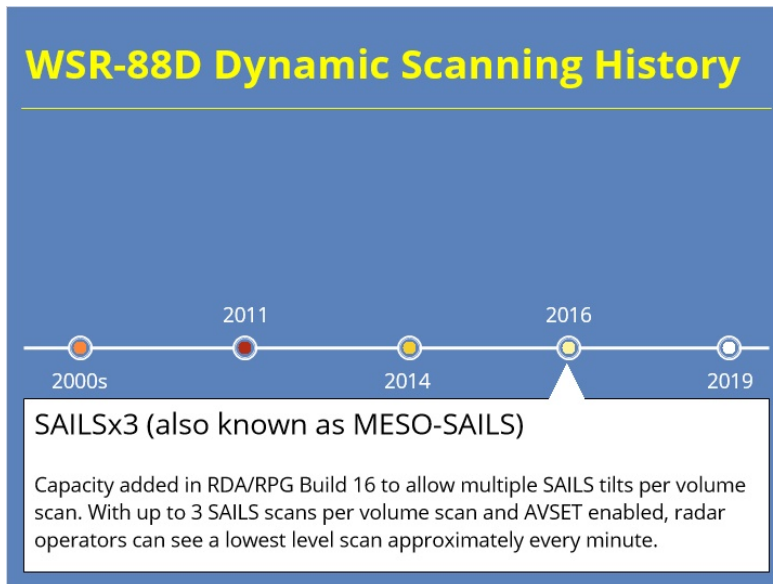 WSR-88D Dynamic Scanning History
2011
2016
2000s
2014
2019
SAILSx3 (also known as MESO-SAILS)
Capacity added in RDA/RPG Build 16 to allow multiple SAILS tilts per volume
scan. With up to 3 SAILS scans per volume scan and AVSET enabled, radar
operators can see a lowest level scan approximately every minute.